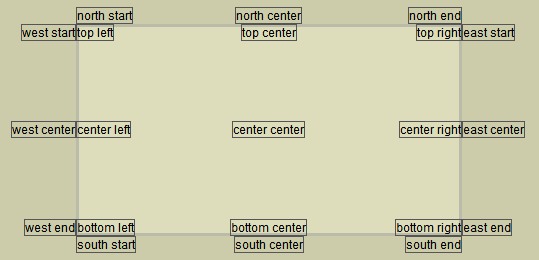 north start north center north end
west start top left top center top right east start
west center center left center center center right east center
west end bottom left bottom center bottom right east end
south start south center south end